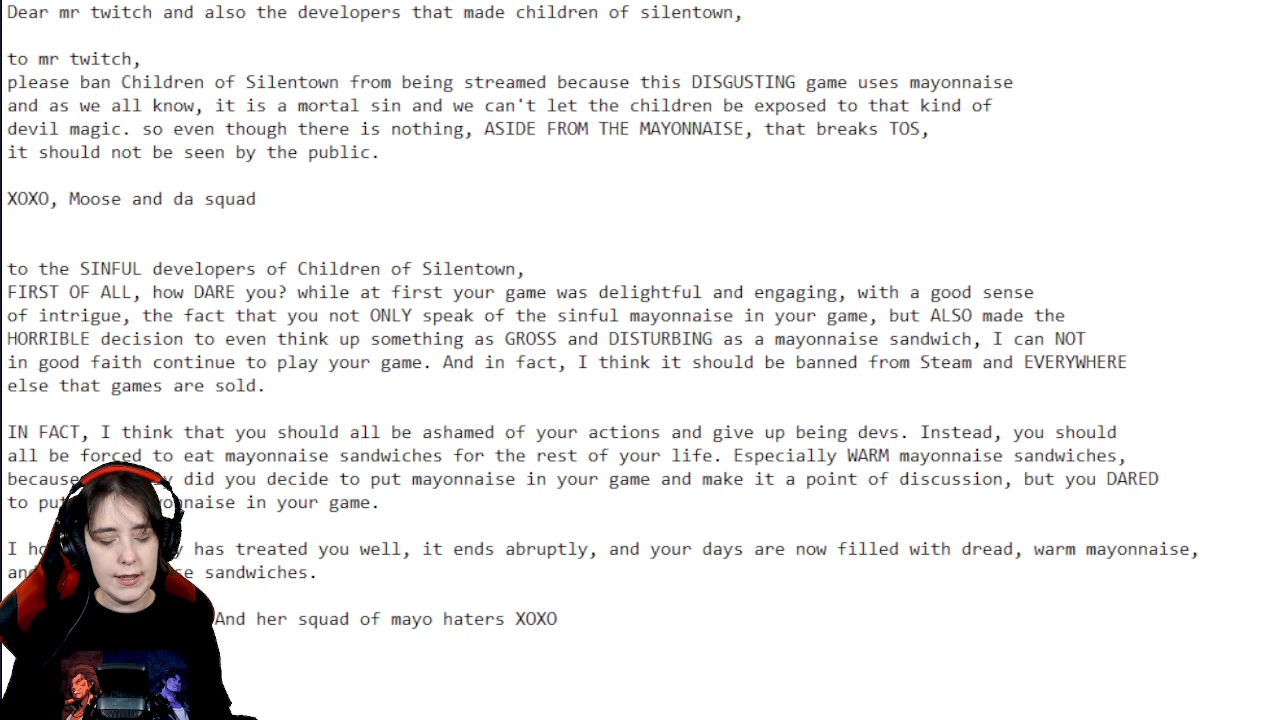 Dear mr twitch and also the developers that made children of silentown,
to mr twitch,
please ban Children of Silentown from being streamed because this DISGUSTING game uses mayonnaise
and as we all know, it is a mortal sin and we can't let the children be exposed to that kind of
devil magic. so even though there is nothing, ASIDE FROM THE MAYONNAISE, that breaks TOS,
it should not be seen by the public.
XOXO, Moose and da squad
to the SINFUL developers of Children of Silentown,
FIRST OF ALL, how DARE you? while at first your game was delightful and engaging, with a good sense
of intrigue, the fact that you not ONLY speak of the sinful mayonnaise in your game, but ALSO made the
HORRIBLE decision to even think up something as GROSS and DISTURBING as a mayonnaise sandwich, I can NOT
in good faith continue to play your game. And in fact, I think it should be banned from Steam and EVERYWHERE
else that games are sold.
IN FACT, I think that you should all be ashamed of your actions and give up being devs. Instead, you should
all be forced to eat mayonnaise sandwiches for the rest of your life. Especially WARM mayonnaise sandwiches,
because did you decide to put mayonnaise in your game and make it a point of discussion, but you DARED
to in your game.
I has treated you well, it ends abruptly, and your days are now filled with dread, warm mayonnaise,
sandwiches.
And her squad of mayo haters XOXO